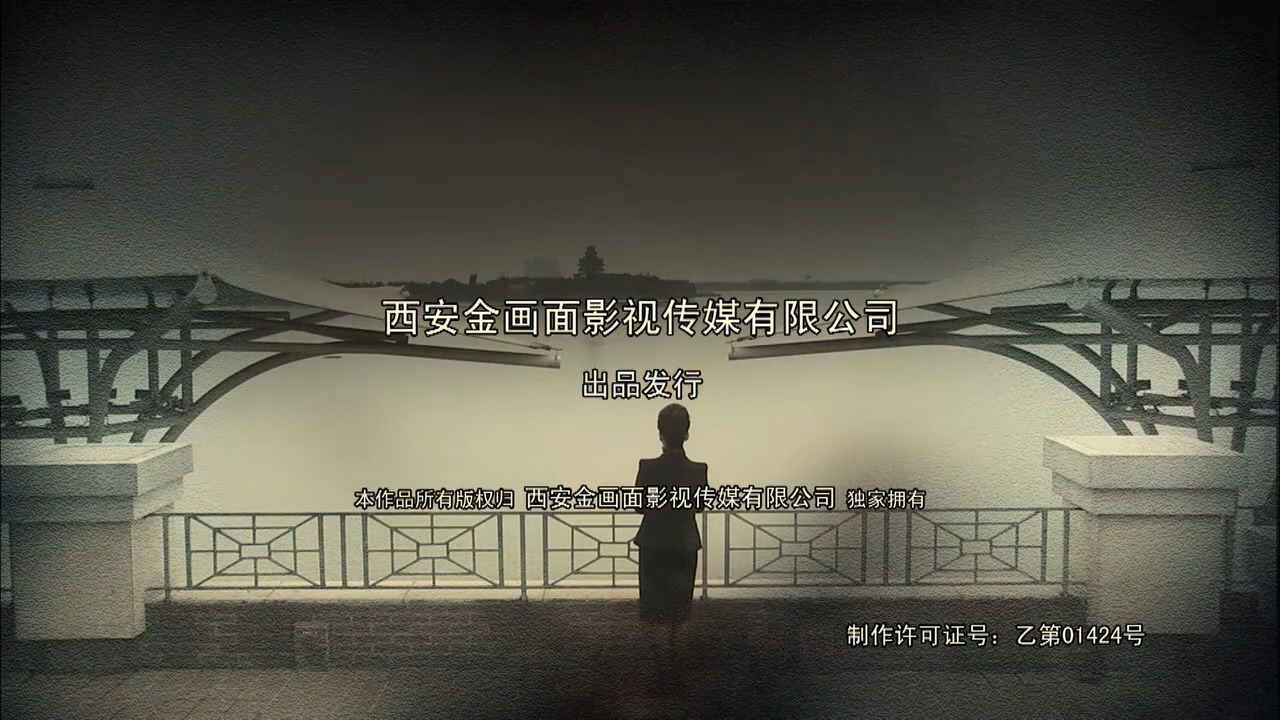 西安金画面影视传媒有限公司
出品发行
本作品所有版权归 西安金画面影视传媒有限公司 独家拥有
制作许可证号：乙第01424号